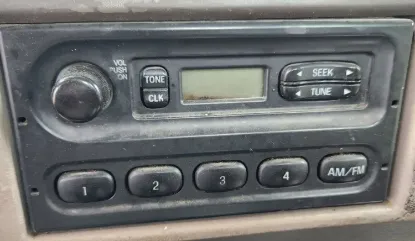 VOL
PUSH
ON
TONE
CLK
◄ SEEK ►
◄ TUNE ►
1
2
3
4
AM/FM